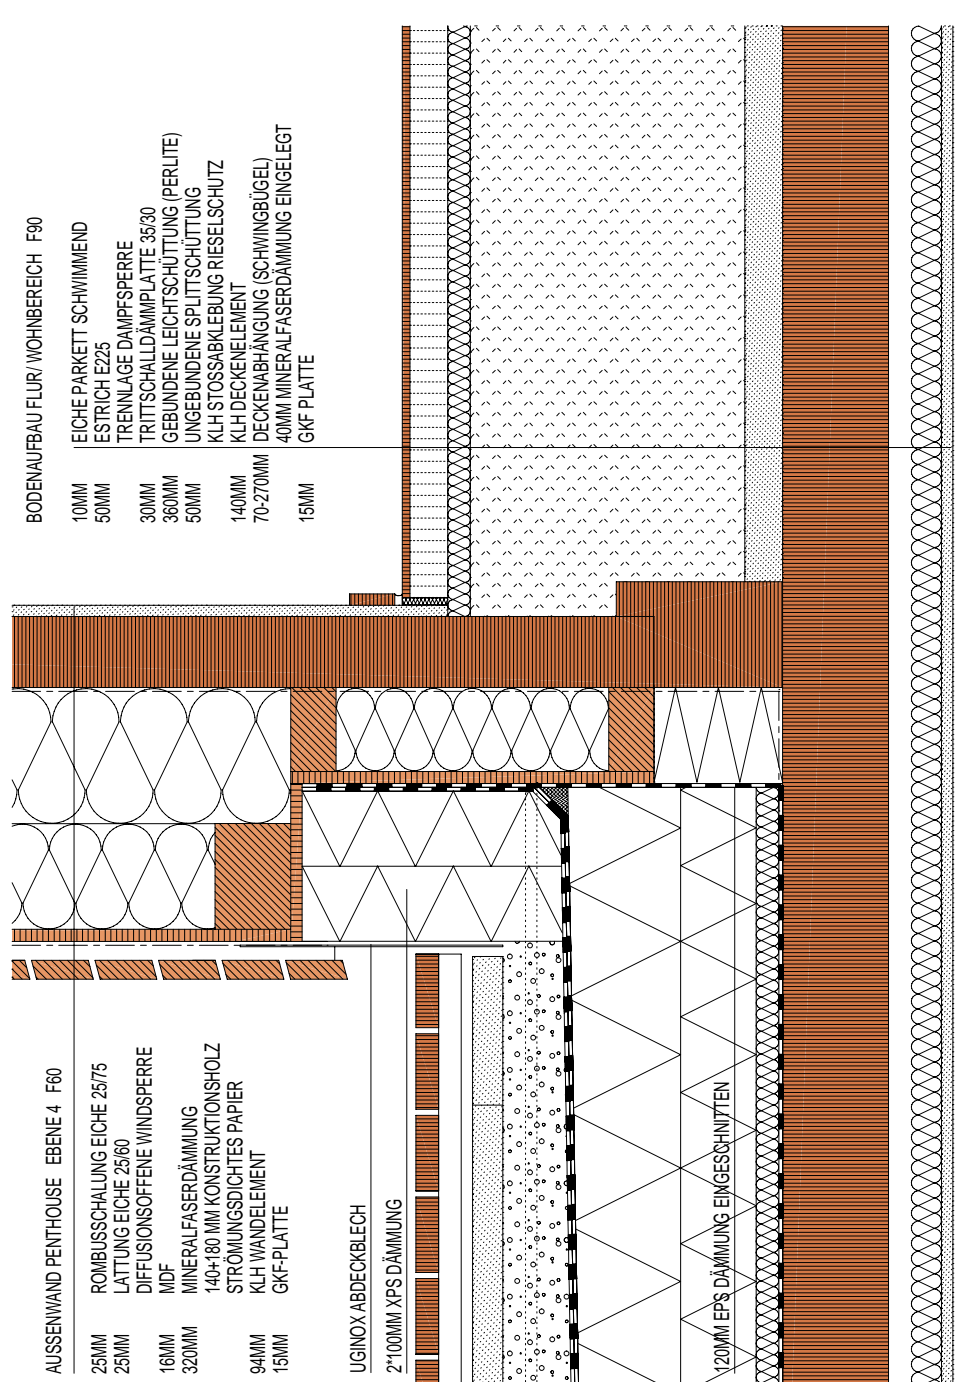 BODENAUFBAU FLUR/ WOHNBEREICH F90
10MM EICHE PARKETT SCHWIMMEND
50MM ESTRICH E225
TRENNLAGE DAMPFSPERRE
30MM TRITTSCHALLDÄMMPLATTE 35/30
360MM GEBUNDENE LEICHTSCHÜTTUNG (PERLITE)
50MM UNGEBUNDENE SPLITTSCHÜTTUNG
KLH STOSSABKLEBUNG RIESELSCHUTZ
140MM KLH DECKENELEMENT
70-270MM DECKENABHÄNGUNG (SCHWINGBÜGEL)
40MM MINERALFASERDÄMMUNG EINGELEGT
15MM GKF PLATTE
AUSSENWAND PENTHOUSE EBENE 4 F60
25MM ROMBUSSCHALUNG EICHE 25/75
25MM LATTUNG EICHE 25/60
DIFFUSIONSOFFENE WINDSPERRE
16MM MDF
320MM MINERALFASERDÄMMUNG
140+180 MM KONSTRUKTIONSHOLZ
STRÖMUNGSDICHTES PAPIER
94MM KLH WANDELEMENT
15MM GKF-PLATTE
UGINOX ABDECKBLECH
2*100MM XPS DÄMMUNG
120MM EPS DÄMMUNG EINGESCHNITTEN